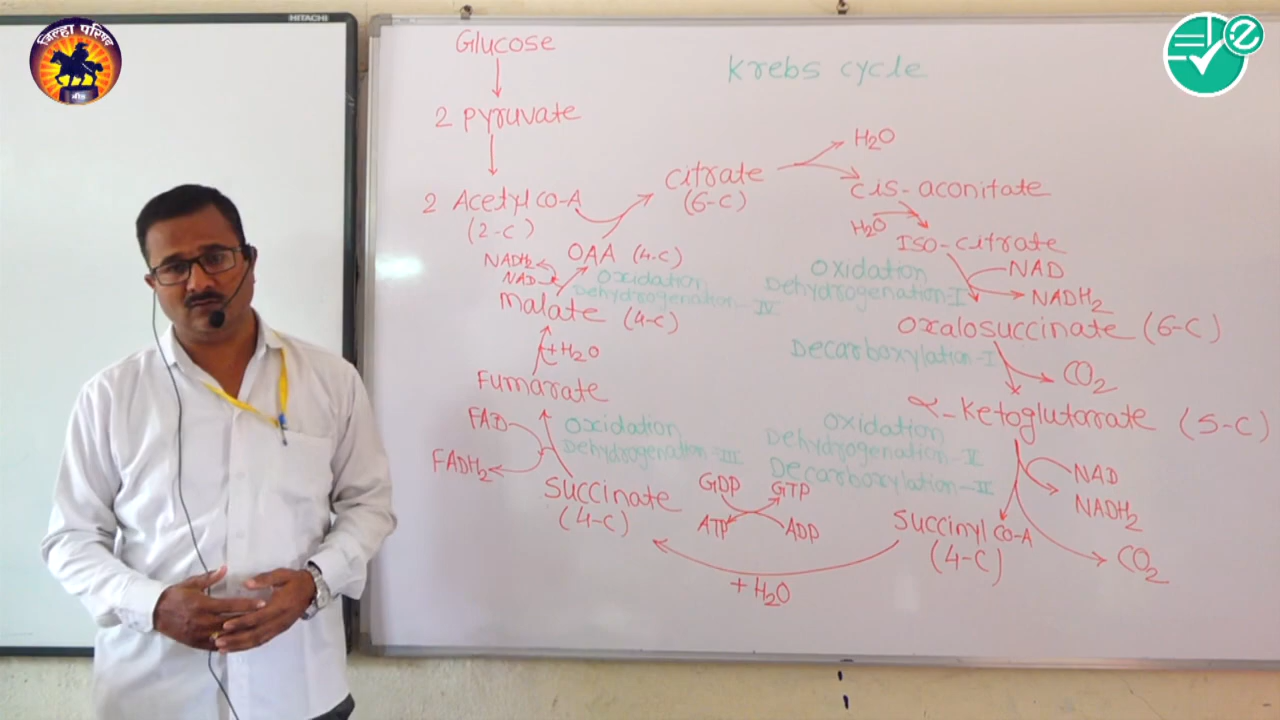 जिल्हा परिषद
बीड
HITACHI
e
Krebs cycle
Glucose
2 Pyruvate
2 Acetyl co-A
(2-C)
OAA (4-C)
Citrate
(6-C)
H2O
Cis-aconitate
H2O
Iso-citrate
Oxidation
Dehydrogenation-I
NAD
NADH2
Oxalosuccinate (6-C)
Decarboxylation-I
CO2
α-Ketoglutarate (5-C)
Oxidation
Dehydrogenation-II
Decarboxylation-II
NAD
NADH2
CO2
Succinyl Co-A
(4-C)
GDP
GTP
ATP
ADP
+H2O
Succinate
(4-C)
Oxidation
Dehydrogenation III
FAD
FADH2
Fumarate
+H2O
Malate (4-C)
Oxidation
Dehydrogenation-IV
NAD
NADH2